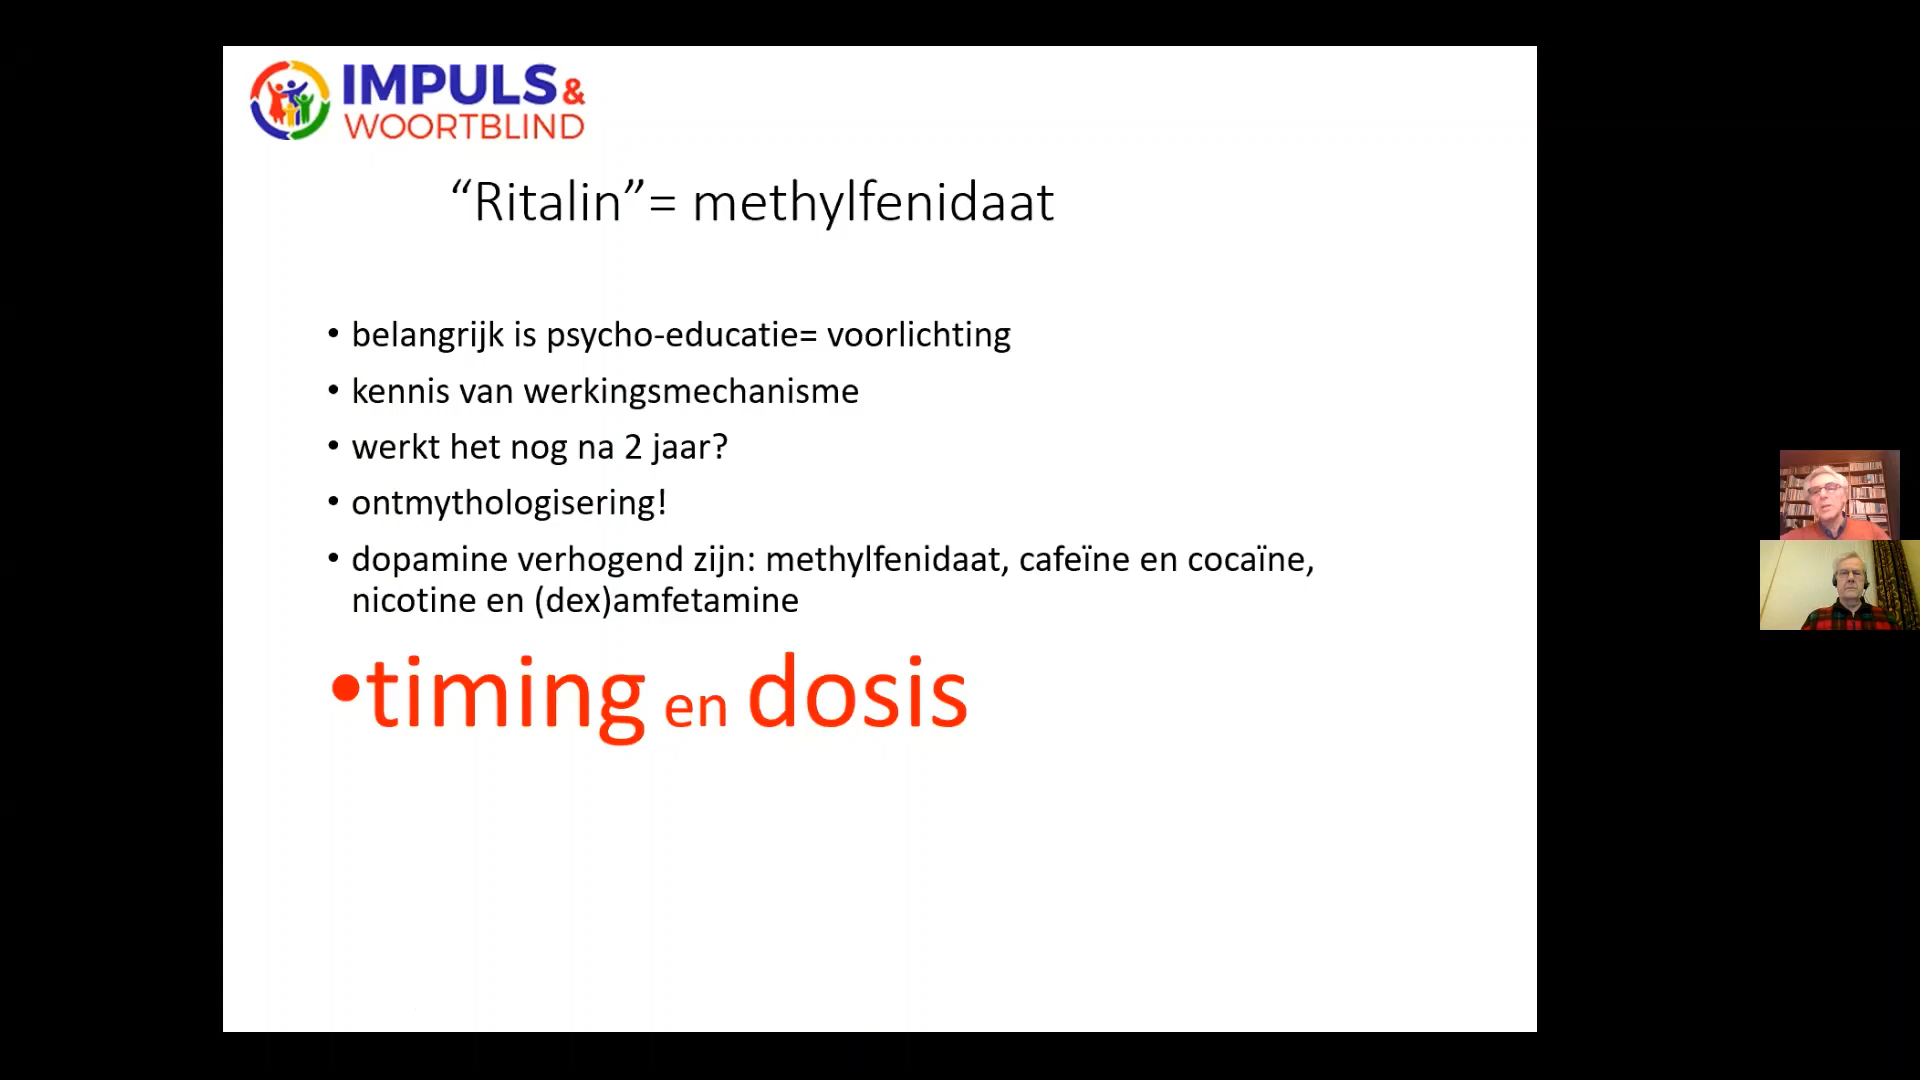 IMPULS &
WOORTBLIND
“Ritalin”= methylfenidaat
• belangrijk is psycho-educatie= voorlichting
• kennis van werkingsmechanisme
• werkt het nog na 2 jaar?
• ontmythologisering!
• dopamine verhogend zijn: methylfenidaat, cafeïne en cocaïne,
nicotine en (dex)amfetamine
•timing en dosis